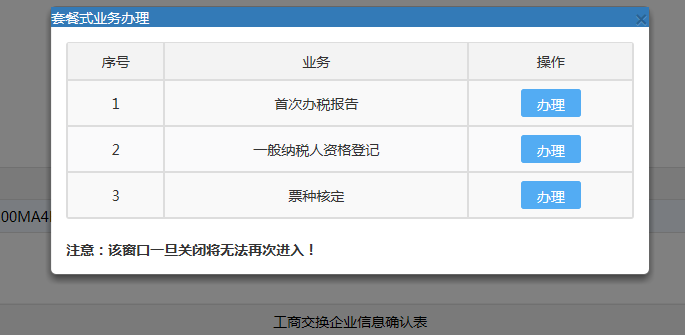 套餐式业务办理 ×
序号 业务 操作
1 首次办税报告 办理
2 一般纳税人资格登记 办理
3 票种核定 办理
00MA4
注意：该窗口一旦关闭将无法再次进入！
工商交换企业信息确认表